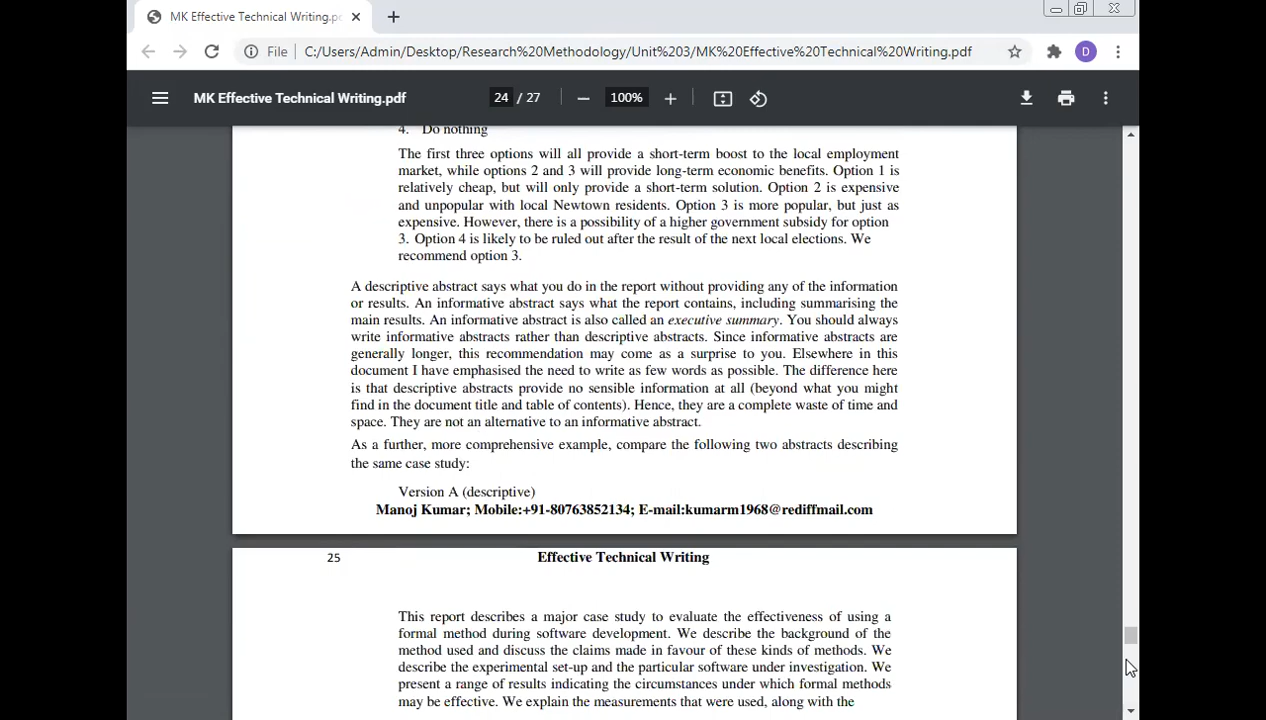 MK Effective Technical Writing.pd
File
C:/Users/Admin/Desktop/Research%20Methodology/Unit%203/MK%20Effective%20Technical%20Writing.pdf
D
MK Effective Technical Writing.pdf
24 / 27
100%
4. Do nothing
The first three options will all provide a short-term boost to the local employment
market, while options 2 and 3 will provide long-term economic benefits. Option 1 is
relatively cheap, but will only provide a short-term solution. Option 2 is expensive
and unpopular with local Newtown residents. Option 3 is more popular, but just as
expensive. However, there is a possibility of a higher government subsidy for option
3. Option 4 is likely to be ruled out after the result of the next local elections. We
recommend option 3.
A descriptive abstract says what you do in the report without providing any of the information
or results. An informative abstract says what the report contains, including summarising the
main results. An informative abstract is also called an executive summary. You should always
write informative abstracts rather than descriptive abstracts. Since informative abstracts are
generally longer, this recommendation may come as a surprise to you. Elsewhere in this
document I have emphasised the need to write as few words as possible. The difference here
is that descriptive abstracts provide no sensible information at all (beyond what you might
find in the document title and table of contents). Hence, they are a complete waste of time and
space. They are not an alternative to an informative abstract.
As a further, more comprehensive example, compare the following two abstracts describing
the same case study:
Version A (descriptive)
Manoj Kumar; Mobile:+91-80763852134; E-mail:kumarm1968@rediffmail.com
25
Effective Technical Writing
This report describes a major case study to evaluate the effectiveness of using a
formal method during software development. We describe the background of the
method used and discuss the claims made in favour of these kinds of methods. We
describe the experimental set-up and the particular software under investigation. We
present a range of results indicating the circumstances under which formal methods
may be effective. We explain the measurements that were used, along with the